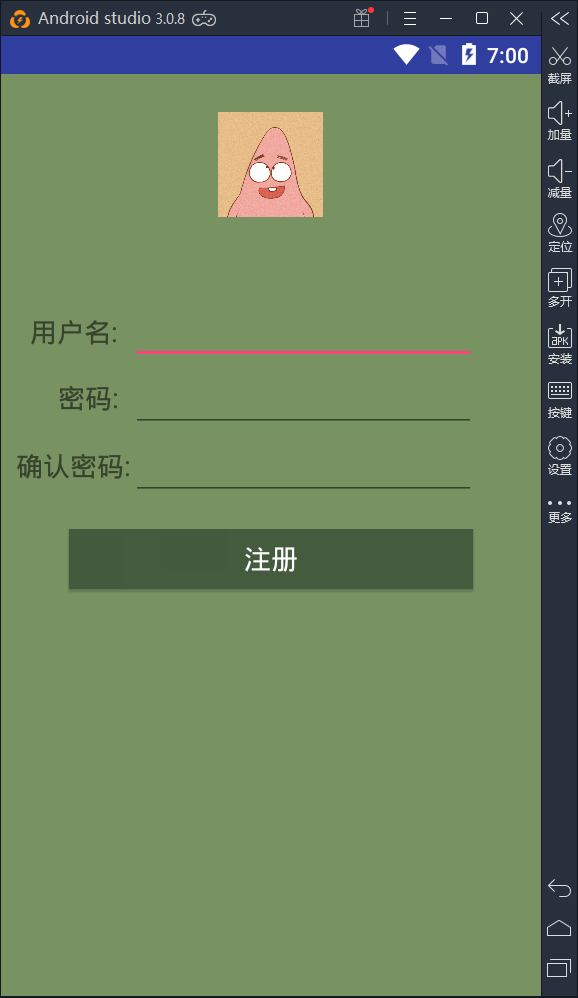 Android studio 3.0.8
7:00
用户名:
密码:
确认密码:
注册
截屏
加量
减量
定位
多开
APK
安装
按键
设置
更多